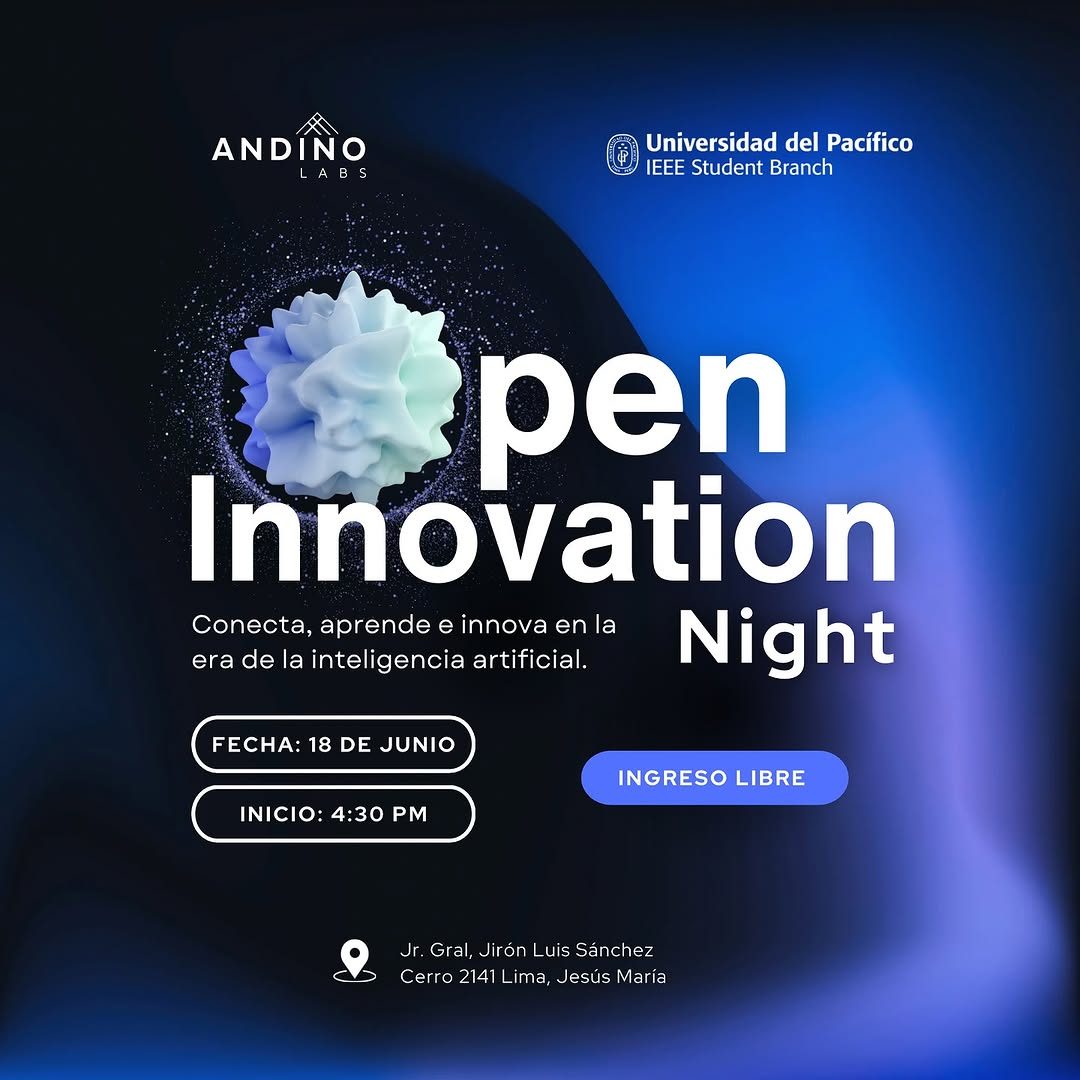 ANDINO
LABS
Universidad del Pacífico
IEEE Student Branch
pen
Innovation
Night
Conecta, aprende e innova en la
era de la inteligencia artificial.
FECHA: 18 DE JUNIO
INICIO: 4:30 PM
INGRESO LIBRE
Jr. Gral, Jirón Luis Sánchez
Cerro 2141 Lima, Jesús María